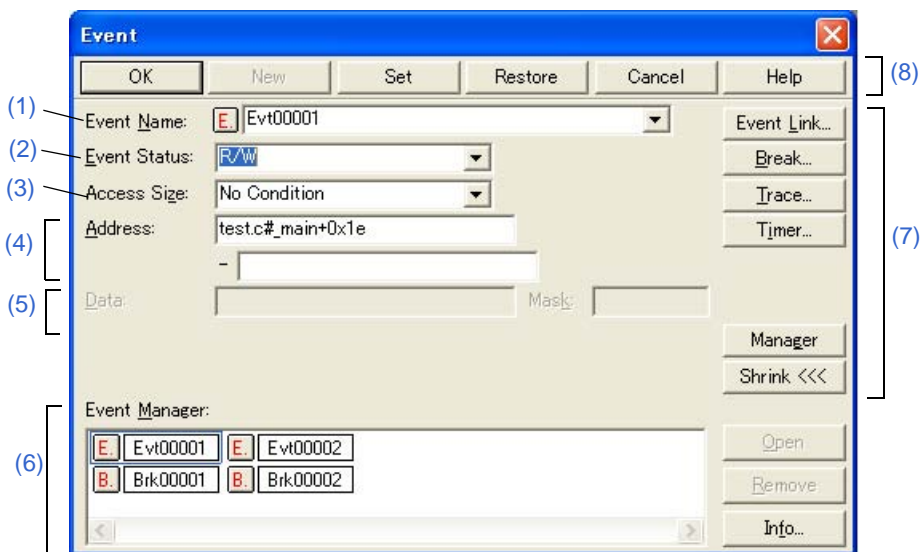 Event
OK New Set Restore Cancel Help (8)
(1) Event Name: E. Evt00001 Event Link...
(2) Event Status: R/W Break...
(3) Access Size: No Condition Trace...
(4) Address: test.c#_main+0x1e Timer... (7)
-
(5) Data: Mask:
Manager
Shrink <<<
Event Manager:
(6) E. Evt00001 E. Evt00002 Open
B. Brk00001 B. Brk00002 Remove
Info...